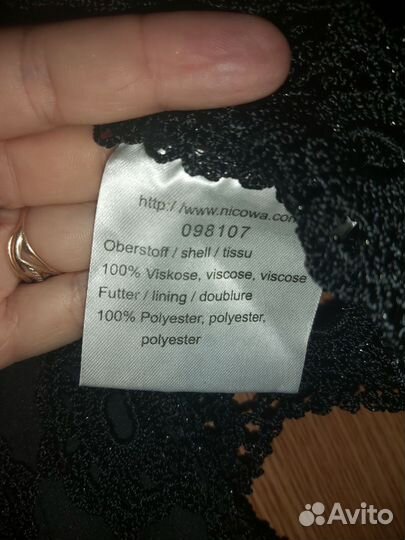 http://www.nicowa.com
098107
Oberstoff / shell / tissu
100% Viskose, viscose, viscose
Futter / lining / doublure
100% Polyester, polyester,
polyester
Avito